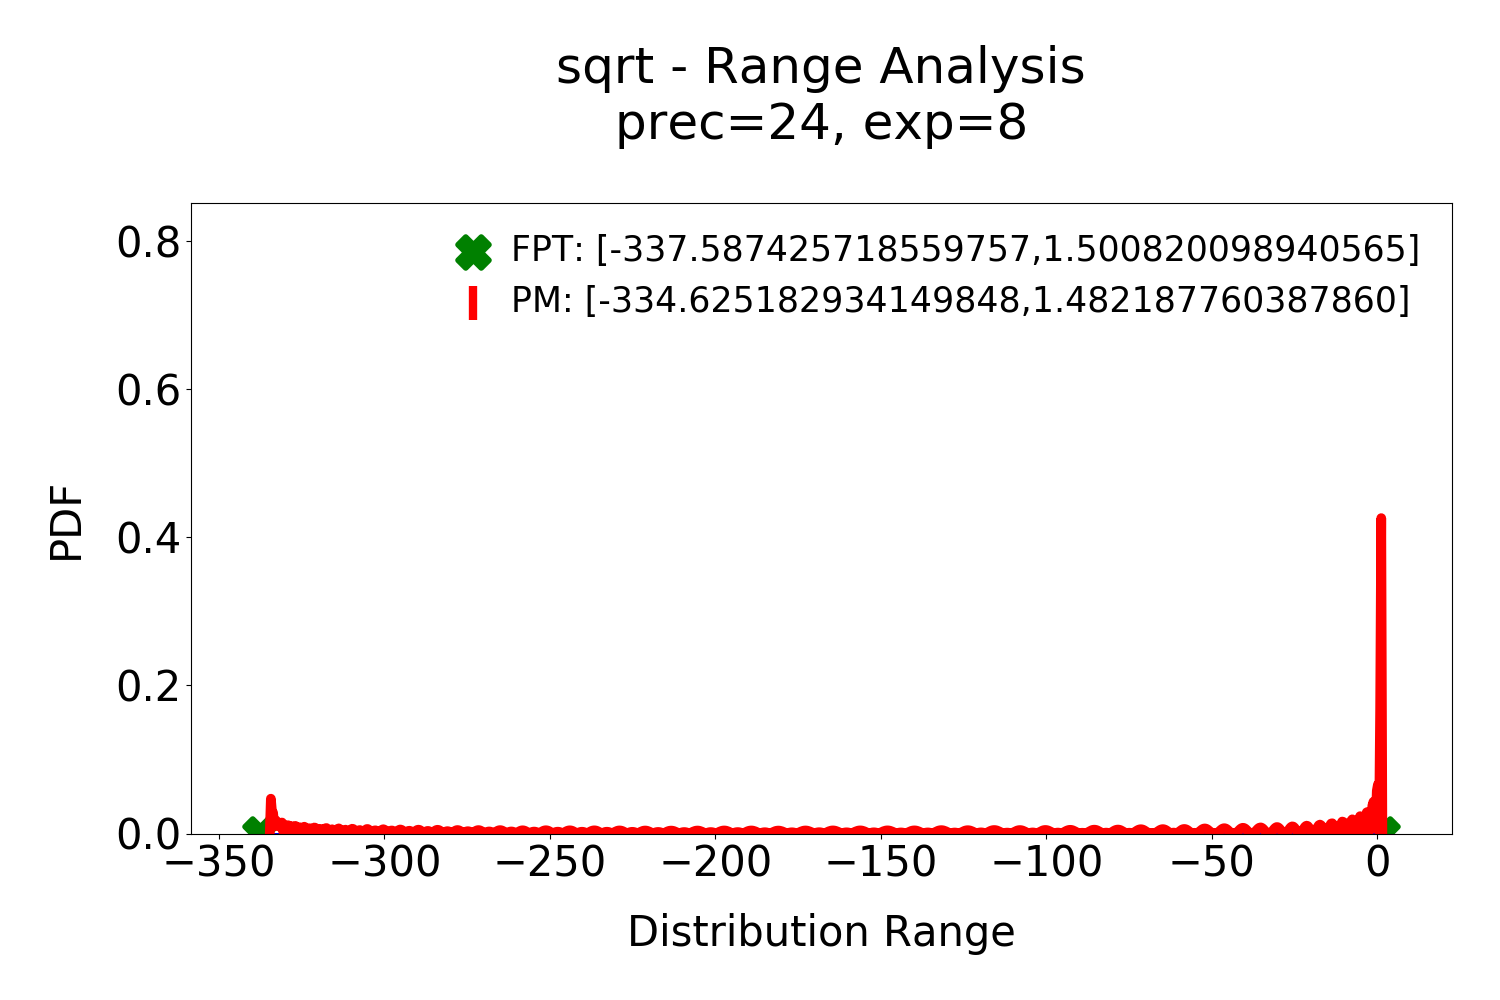 sqrt - Range Analysis
prec=24, exp=8
FPT: [-337.587425718559757,1.500820098940565]
PM: [-334.625182934149848,1.482187760387860]
PDF
0.8
0.6
0.4
0.2
0.0
−350 −300 −250 −200 −150 −100 −50 0
Distribution Range